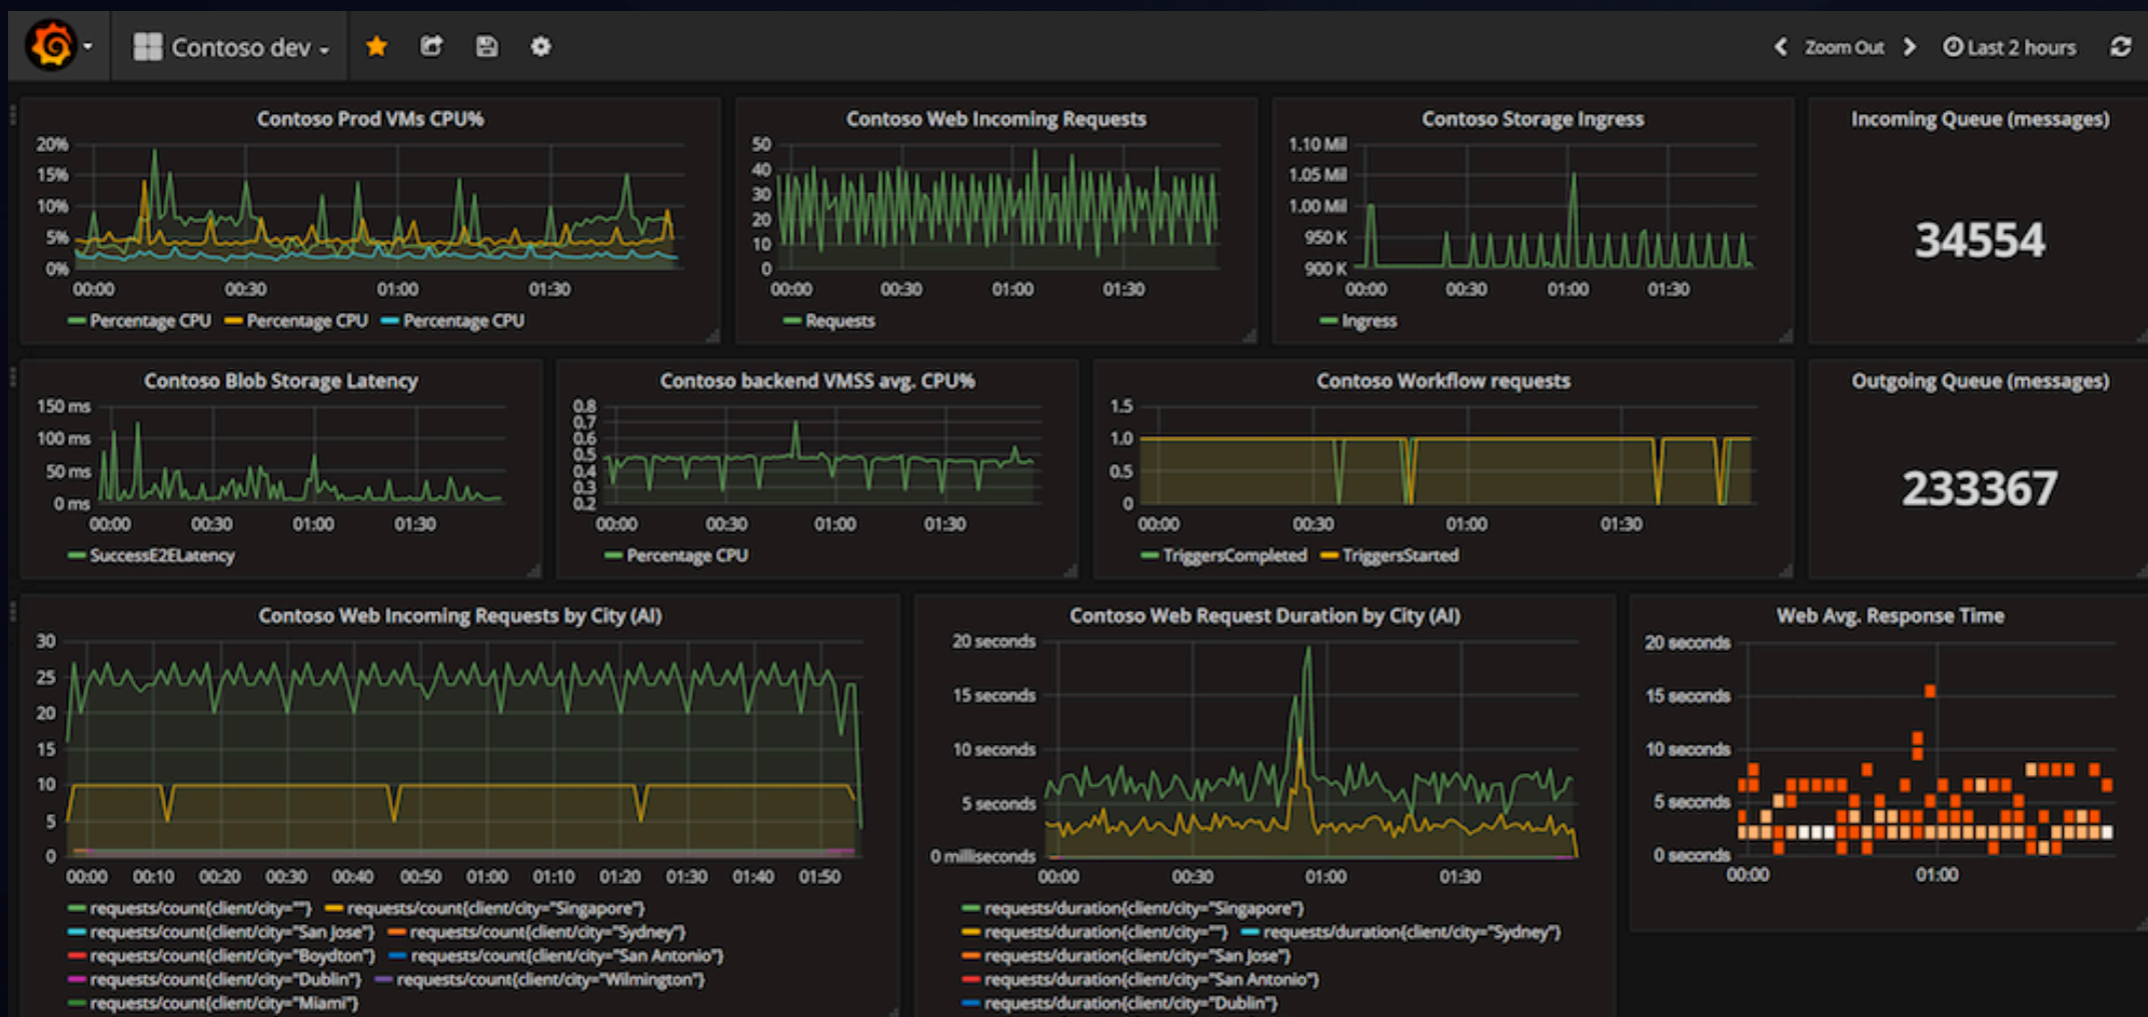 Contoso dev
Zoom Out
Last 2 hours
Contoso Prod VMs CPU%
20%
15%
10%
5%
0%
00:00 00:30 01:00 01:30
Percentage CPU Percentage CPU Percentage CPU
Contoso Web Incoming Requests
50
40
30
20
10
0
00:00 00:30 01:00 01:30
Requests
Contoso Storage Ingress
1.10 Mil
1.05 Mil
1.00 Mil
950 K
900 K
00:00 00:30 01:00 01:30
Ingress
Incoming Queue (messages)
34554
Contoso Blob Storage Latency
150 ms
100 ms
50 ms
0 ms
00:00 00:30 01:00 01:30
SuccessE2ELatency
Contoso backend VMSS avg. CPU%
0.8
0.7
0.6
0.5
0.4
0.3
0.2
00:00 00:30 01:00 01:30
Percentage CPU
Contoso Workflow requests
1.5
1.0
0.5
0
00:00 00:30 01:00 01:30
TriggersCompleted TriggersStarted
Outgoing Queue (messages)
233367
Contoso Web Incoming Requests by City (AI)
30
25
20
15
10
5
0
00:00 00:10 00:20 00:30 00:40 00:50 01:00 01:10 01:20 01:30 01:40 01:50
requests/count{client/city=""} requests/count{client/city="Singapore"}
requests/count{client/city="San Jose"} requests/count{client/city="Sydney"}
requests/count{client/city="Boydton"} requests/count{client/city="San Antonio"}
requests/count{client/city="Dublin"} requests/count{client/city="Wilmington"}
requests/count{client/city="Miami"}
Contoso Web Request Duration by City (AI)
20 seconds
15 seconds
10 seconds
5 seconds
0 milliseconds
00:00 00:30 01:00 01:30
requests/duration{client/city="Singapore"}
requests/duration{client/city=""} requests/duration{client/city="Sydney"}
requests/duration{client/city="San Jose"}
requests/duration{client/city="San Antonio"}
requests/duration{client/city="Dublin"}
Web Avg. Response Time
20 seconds
15 seconds
10 seconds
5 seconds
0 seconds
00:00 01:00